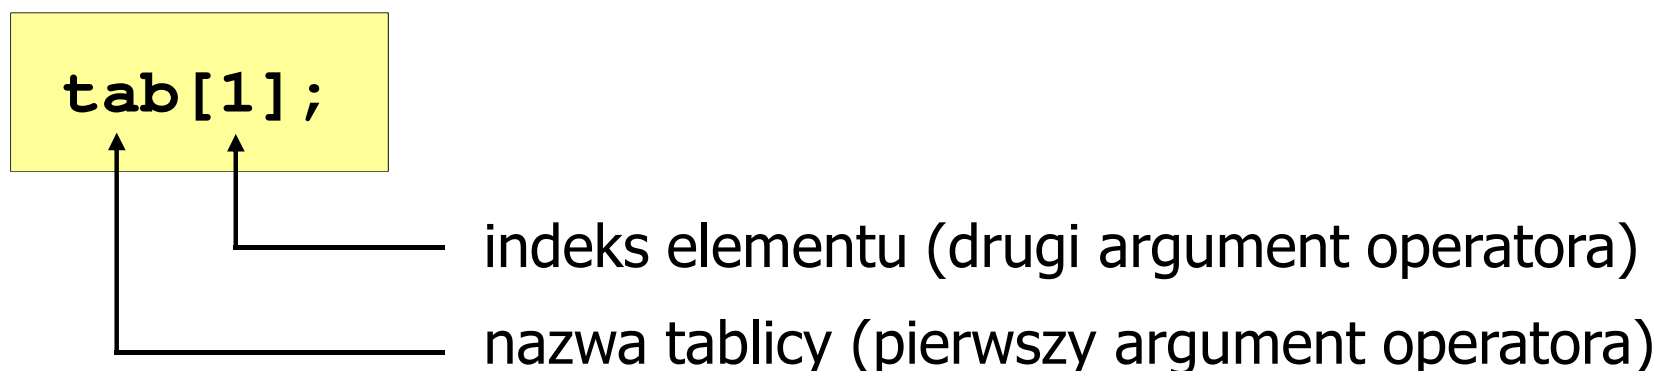 tab[1];
indeks elementu (drugi argument operatora)
nazwa tablicy (pierwszy argument operatora)